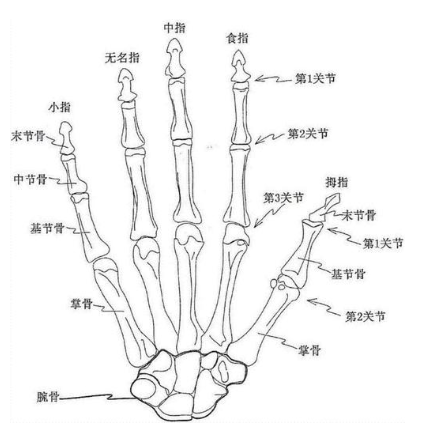 中指
无名指
食指
第1关节
小指
末节骨
第2关节
中节骨
拇指
第3关节
末节骨
基节骨
第1关节
基节骨
掌骨
第2关节
掌骨
腕骨